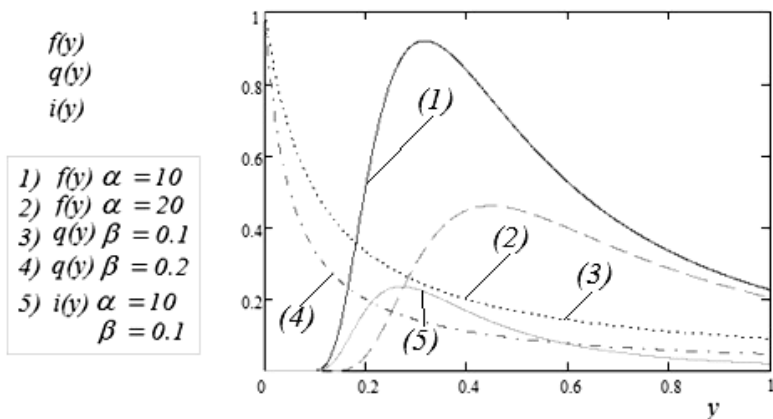 f(y)
q(y)
i(y)
1) f(y) α = 10
2) f(y) α = 20
3) q(y) β = 0.1
4) q(y) β = 0.2
5) i(y) α = 10
β = 0.1
1
0.8
0.6
0.4
0.2
(1)
(2)
(3)
(4)
(5)
0 0.2 0.4 0.6 0.8 1
y